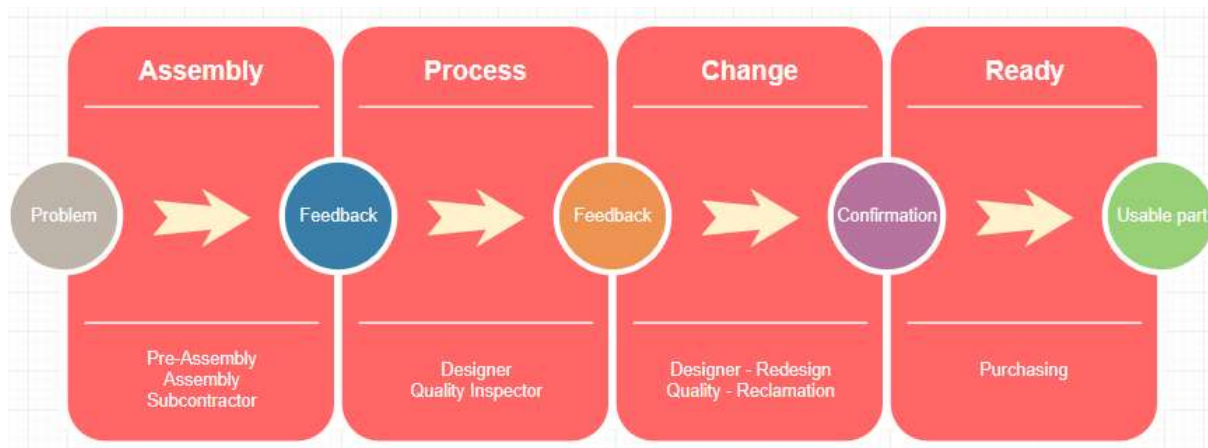 Assembly
Process
Change
Ready
Problem
Feedback
Feedback
Confirmation
Usable part
Pre-Assembly
Assembly
Subcontractor
Designer
Quality Inspector
Designer - Redesign
Quality - Reclamation
Purchasing